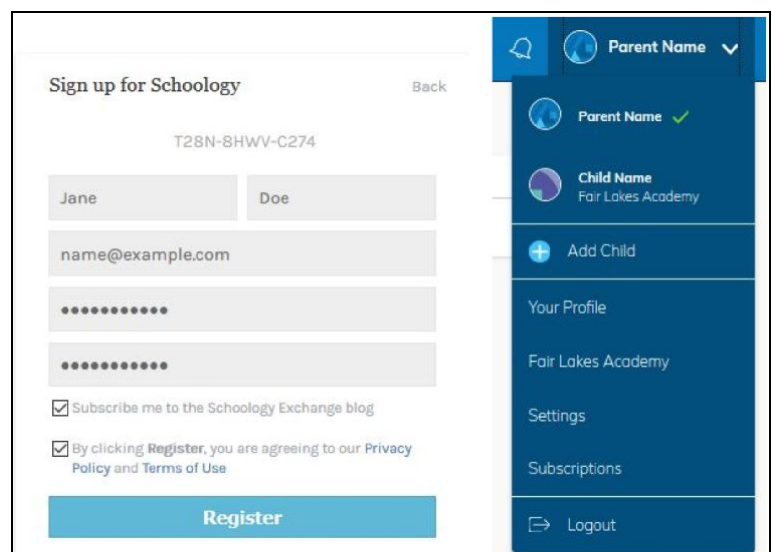 Sign up for Schoology
Back
T28N-8HWV-C274
Jane
Doe
name@example.com
•••••••••••
•••••••••••
Subscribe me to the Schoology Exchange blog
By clicking Register, you are agreeing to our Privacy
Policy and Terms of Use
Register
Parent Name
Parent Name
Child Name
Fair Lakes Academy
Add Child
Your Profile
Fair Lakes Academy
Settings
Subscriptions
Logout